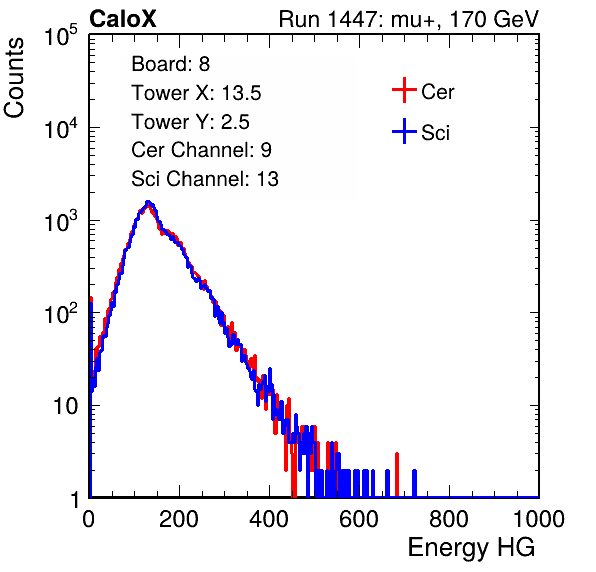 CaloX Run 1447: mu+, 170 GeV
Board: 8
Tower X: 13.5
Tower Y: 2.5
Cer Channel: 9
Sci Channel: 13
Cer
Sci
Counts
10^5
10^4
10^3
10^2
10
1
0 200 400 600 800 1000
Energy HG